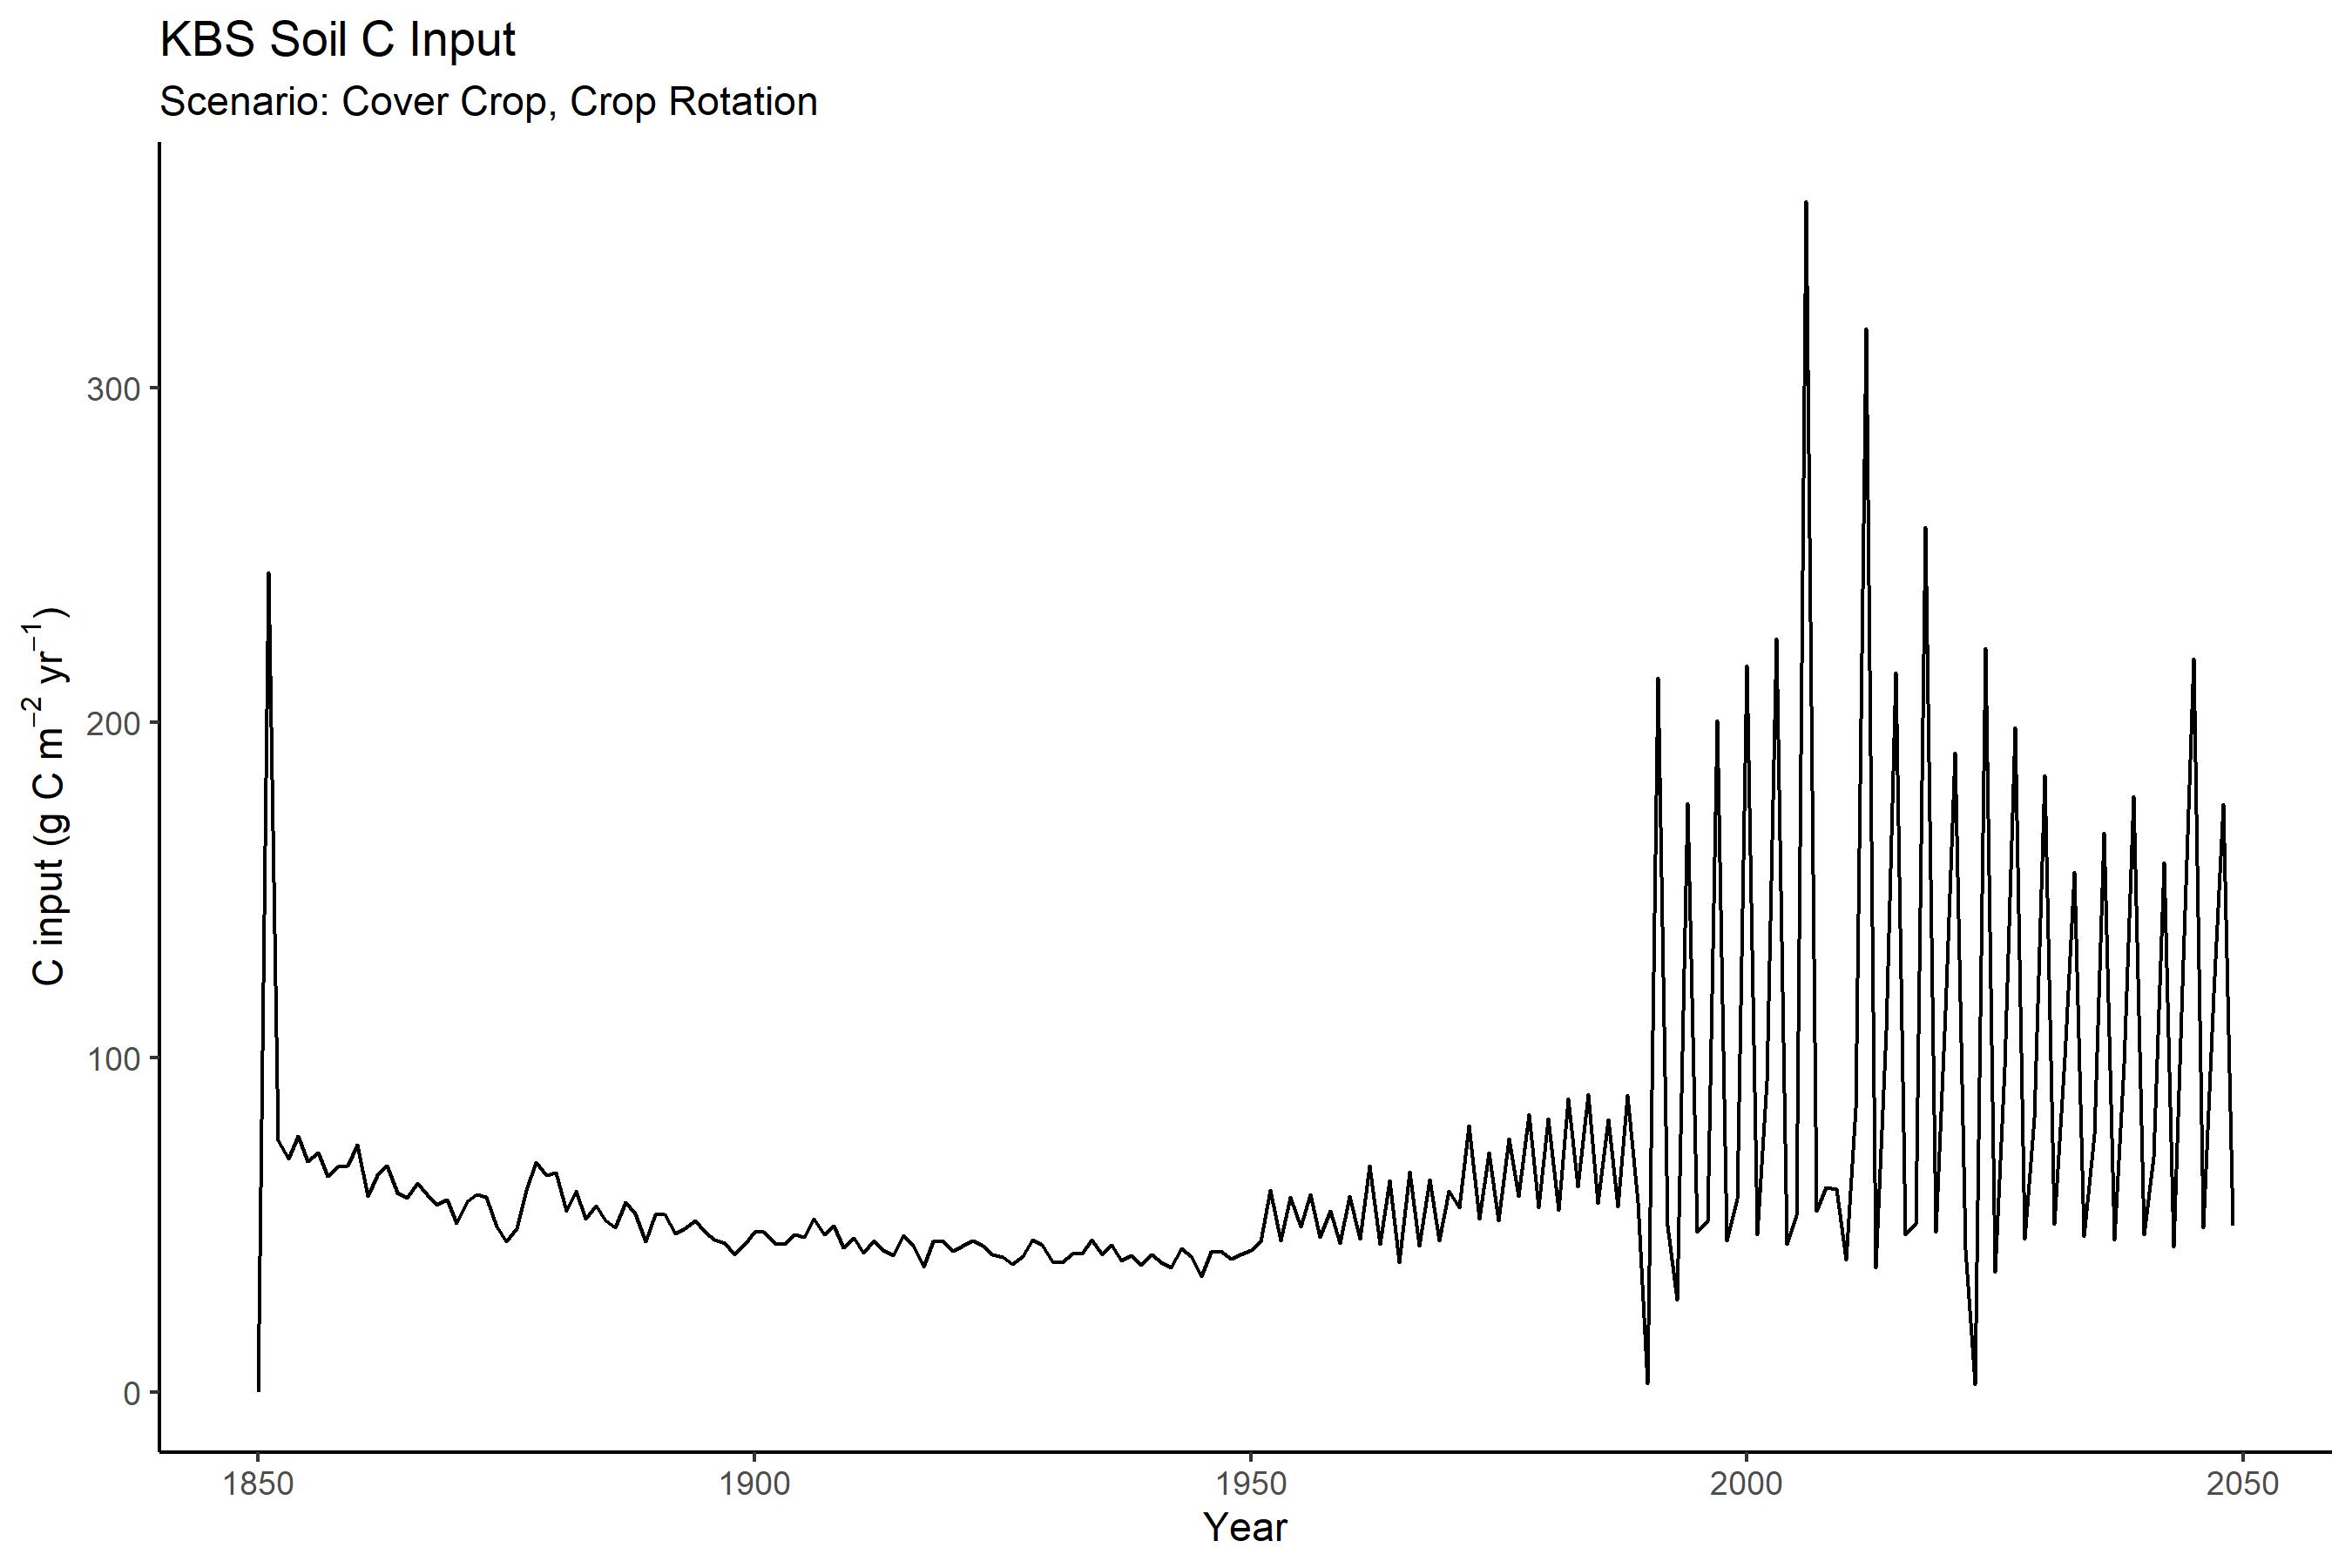 KBS Soil C Input
Scenario: Cover Crop, Crop Rotation
C input (g C m⁻² yr⁻¹)
300
200
100
0
1850 1900 1950 2000 2050
Year